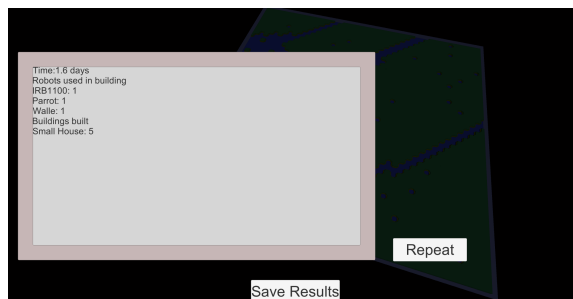 Time:1.6 days
Robots used in building
IRB1100: 1
Parrot: 1
Walle: 1
Buildings built
Small House: 5
Repeat
Save Results